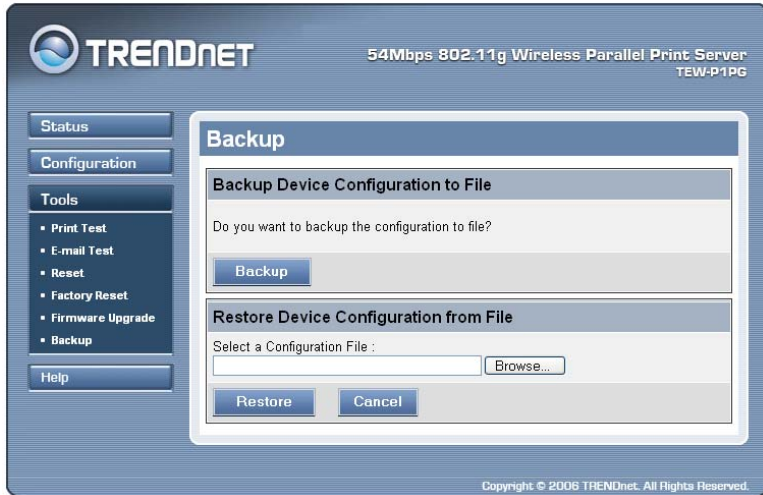 TRENDNET
54Mbps 802.11g Wireless Parallel Print Server
TEW-P1PG
Status
Configuration
Tools
Print Test
E-mail Test
Reset
Factory Reset
Firmware Upgrade
Backup
Help
Backup
Backup Device Configuration to File
Do you want to backup the configuration to file?
Backup
Restore Device Configuration from File
Select a Configuration File :
Browse...
Restore Cancel
Copyright © 2006 TRENDnet. All Rights Reserved.